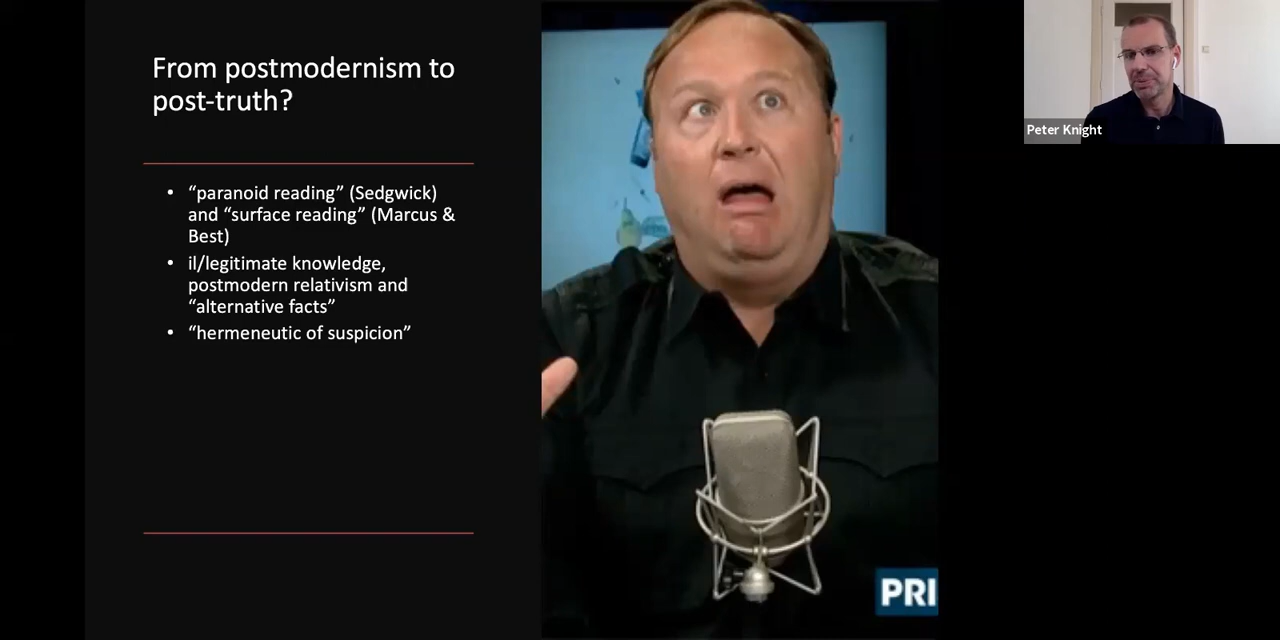 From postmodernism to
post-truth?
• “paranoid reading” (Sedgwick)
and “surface reading” (Marcus &
Best)
• il/legitimate knowledge,
postmodern relativism and
“alternative facts”
• “hermeneutic of suspicion”
Peter Knight
PRI